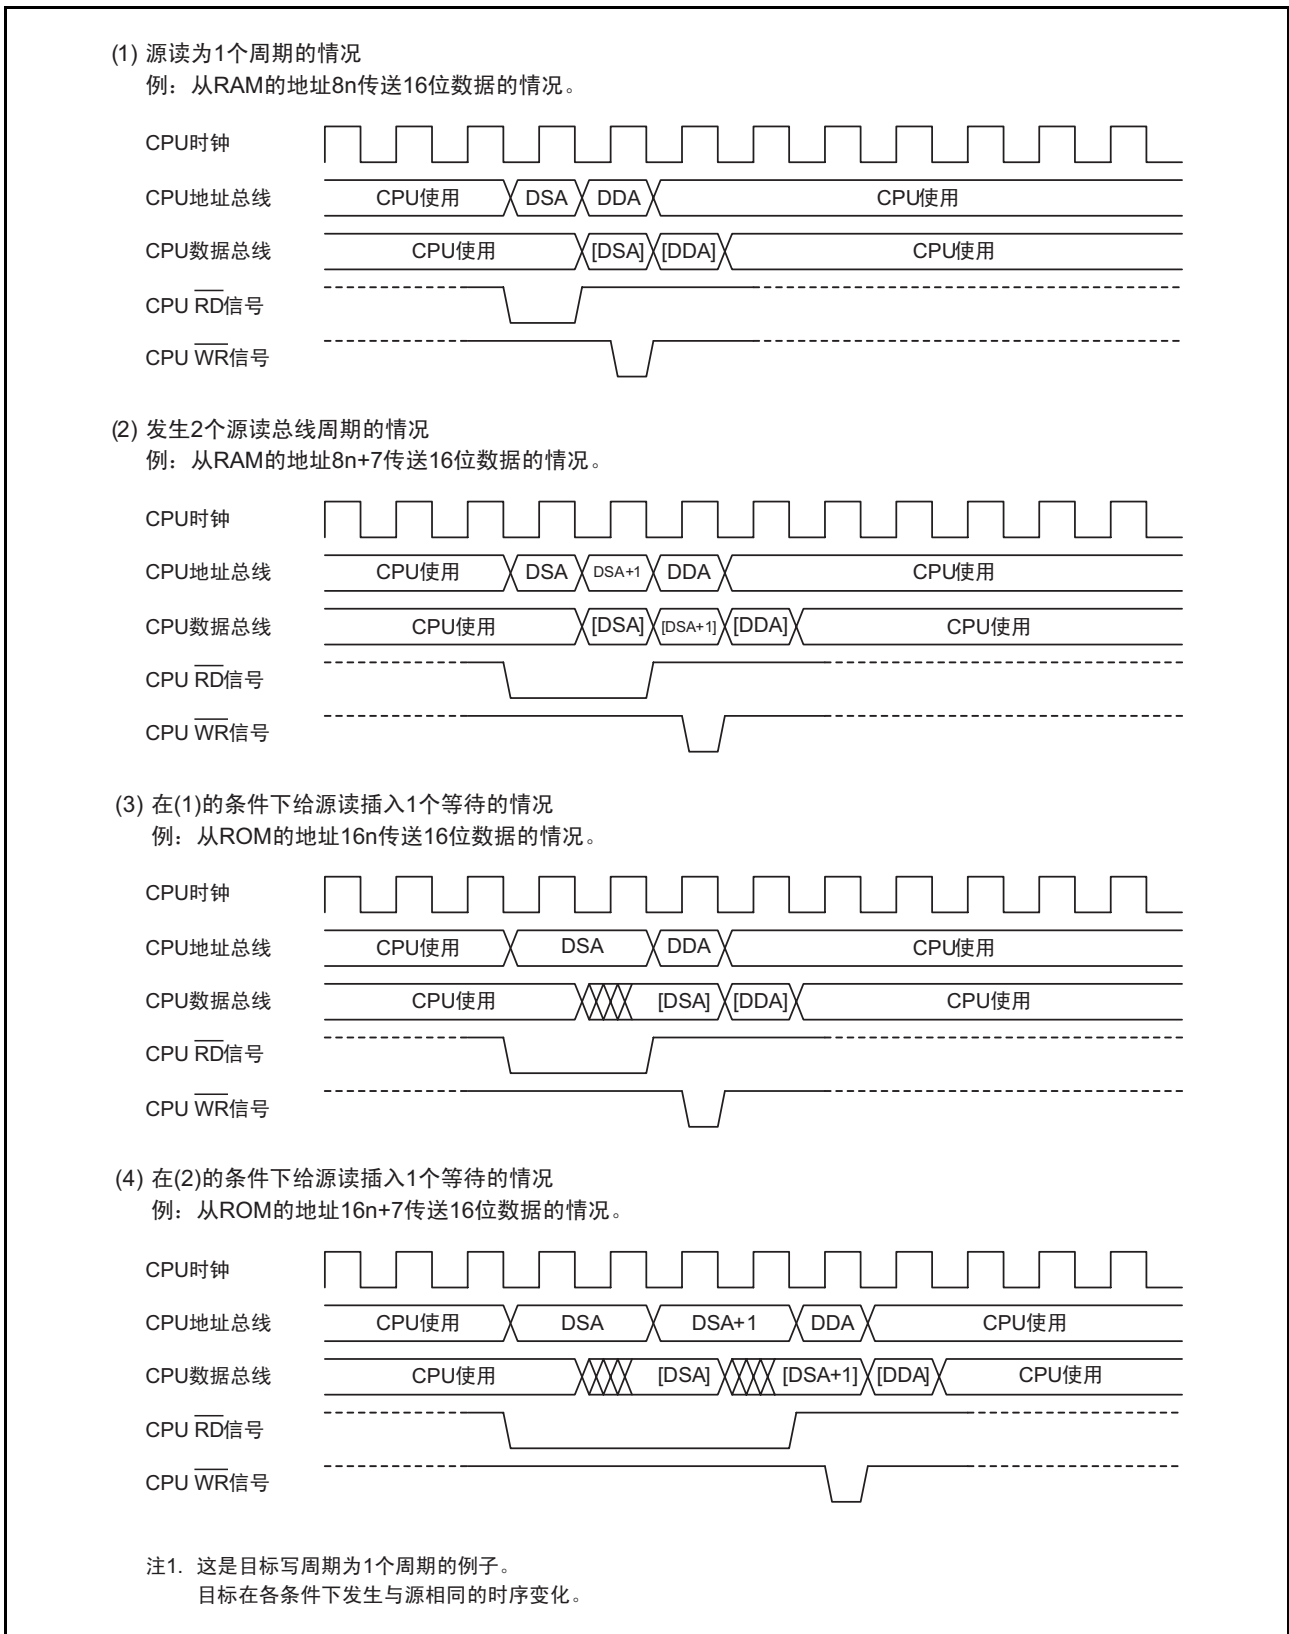 (1) 源读为1个周期的情况
例：从RAM的地址8n传送16位数据的情况。
CPU时钟
CPU地址总线 CPU使用 DSA DDA CPU使用
CPU数据总线 CPU使用 [DSA] [DDA] CPU使用
CPU RD信号
CPU WR信号
(2) 发生2个源读总线周期的情况
例：从RAM的地址8n+7传送16位数据的情况。
CPU时钟
CPU地址总线 CPU使用 DSA DSA+1 DDA CPU使用
CPU数据总线 CPU使用 [DSA] [DSA+1] [DDA] CPU使用
CPU RD信号
CPU WR信号
(3) 在(1)的条件下给源读插入1个等待的情况
例：从ROM的地址16n传送16位数据的情况。
CPU时钟
CPU地址总线 CPU使用 DSA DDA CPU使用
CPU数据总线 CPU使用 [DSA] [DDA] CPU使用
CPU RD信号
CPU WR信号
(4) 在(2)的条件下给源读插入1个等待的情况
例：从ROM的地址16n+7传送16位数据的情况。
CPU时钟
CPU地址总线 CPU使用 DSA DSA+1 DDA CPU使用
CPU数据总线 CPU使用 [DSA] [DSA+1] [DDA] CPU使用
CPU RD信号
CPU WR信号
注1. 这是目标写周期为1个周期的例子。
目标在各条件下发生与源相同的时序变化。